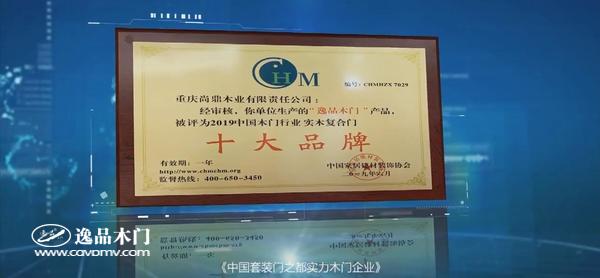 CHM
编号:CHMHZX 7029
重庆尚鼎木业有限责任公司:
经审核,你单位生产的“逸品木门”产品,
被评为2019中国木门行业 实木复合门
十大品牌
有效期:一年
http://www.chmchm.org
监督热线:400-650-3450
中国家居建材装饰协会
二〇一九年六月
逸品木门
www.cqvpmv.com
《中国套装门之都实力木门企业》